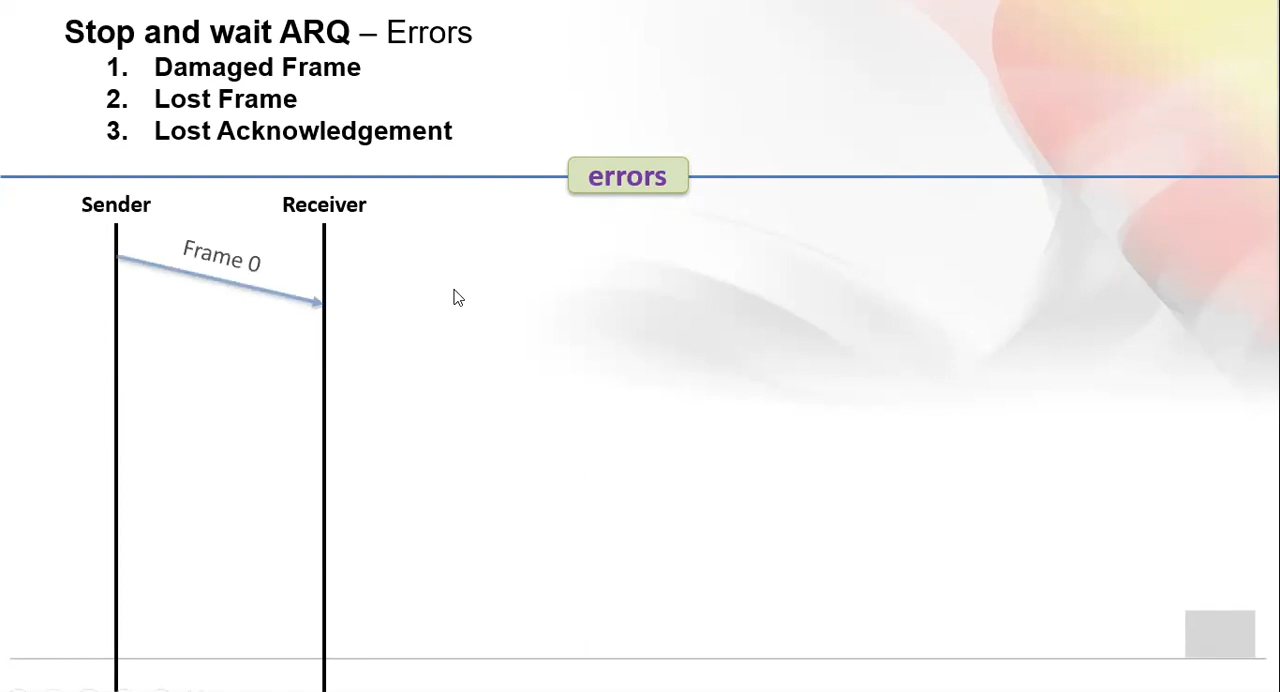 Stop and wait ARQ – Errors
1. Damaged Frame
2. Lost Frame
3. Lost Acknowledgement
errors
Sender Receiver
Frame 0